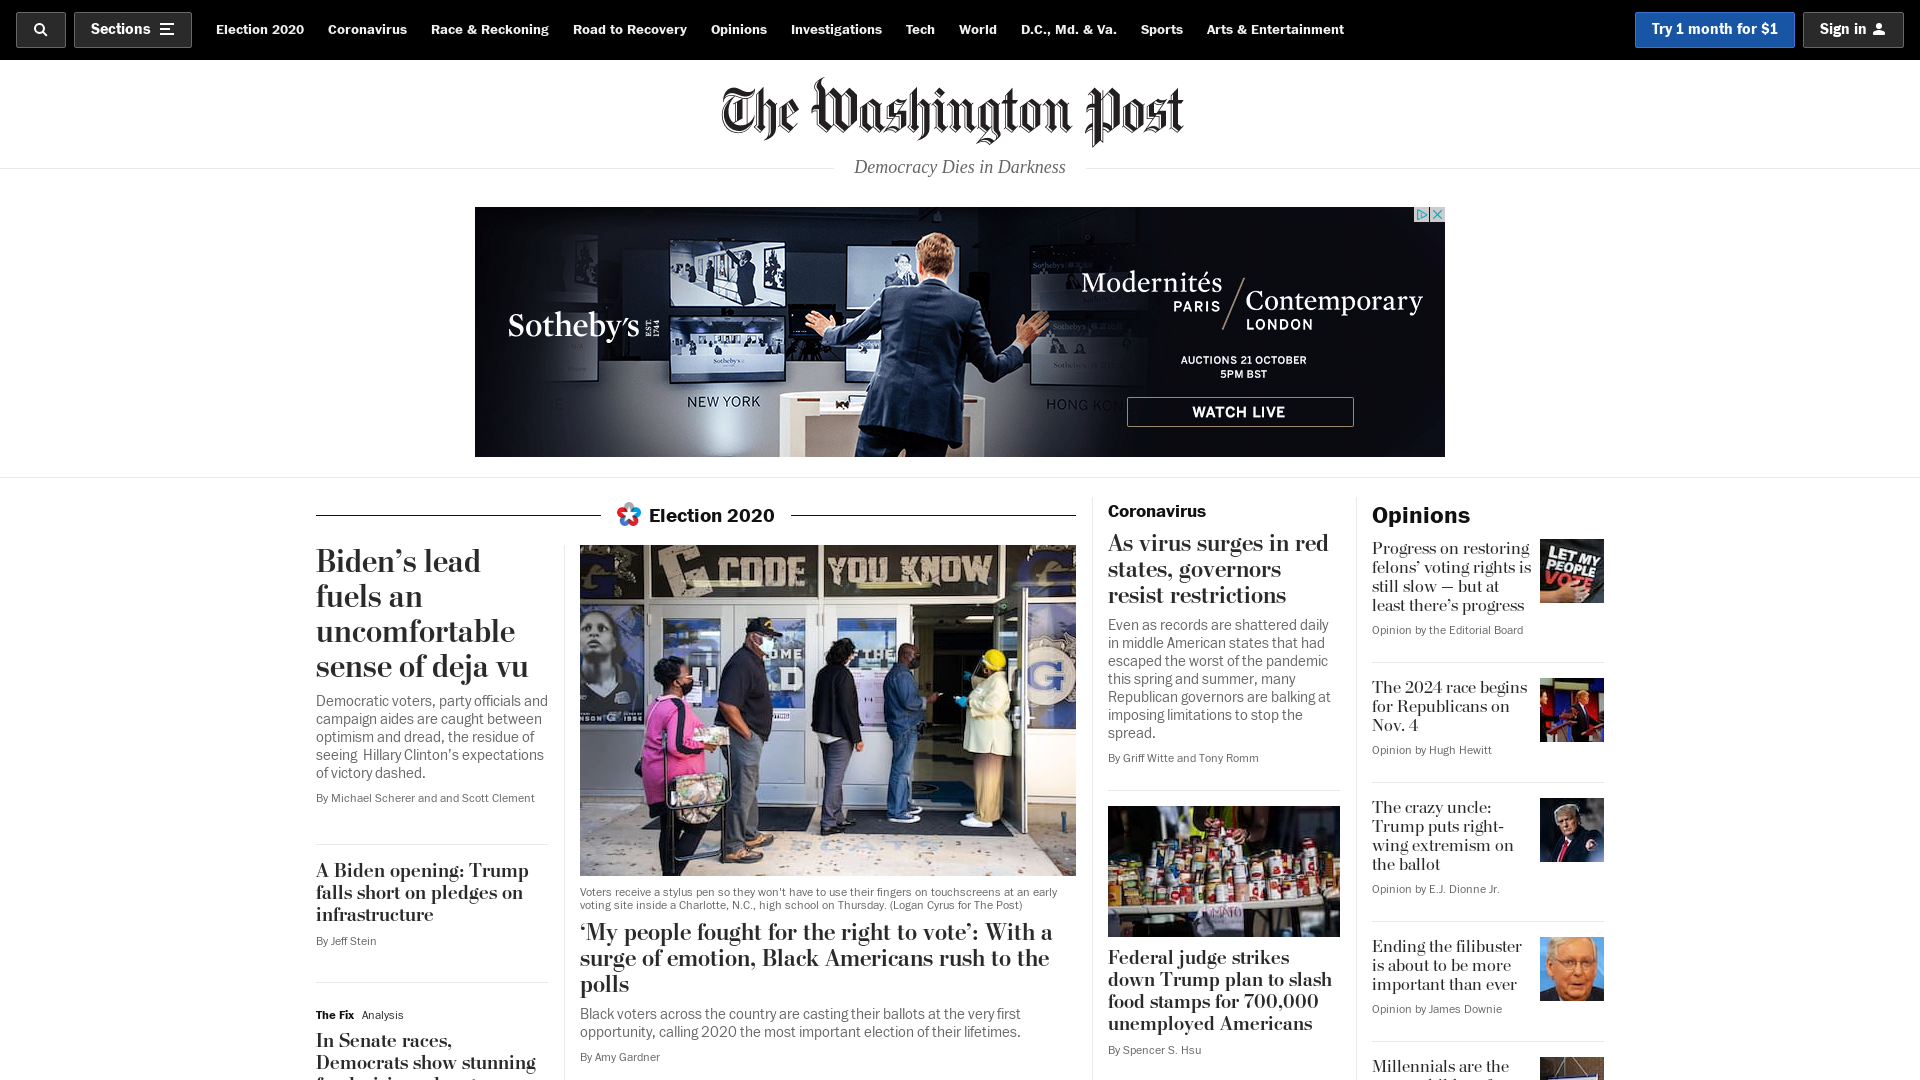 Sections
Election 2020
Coronavirus
Race & Reckoning
Road to Recovery
Opinions
Investigations
Tech
World
D.C., Md. & Va.
Sports
Arts & Entertainment
Try 1 month for $1
Sign in
The Washington Post
Democracy Dies in Darkness
Sotheby's EST. 1744
NEW YORK
HONG KON
Modernités
PARIS
Contemporary
LONDON
AUCTIONS 21 OCTOBER
5PM BST
WATCH LIVE
Election 2020
Biden’s lead
fuels an
uncomfortable
sense of deja vu
Democratic voters, party officials and
campaign aides are caught between
optimism and dread, the residue of
seeing Hillary Clinton’s expectations
of victory dashed.
By Michael Scherer and and Scott Clement
A Biden opening: Trump
falls short on pledges on
infrastructure
By Jeff Stein
The Fix Analysis
In Senate races,
Democrats show stunning
CODE YOU KNOW
Voters receive a stylus pen so they won't have to use their fingers on touchscreens at an early
voting site inside a Charlotte, N.C., high school on Thursday. (Logan Cyrus for The Post)
‘My people fought for the right to vote’: With a
surge of emotion, Black Americans rush to the
polls
Black voters across the country are casting their ballots at the very first
opportunity, calling 2020 the most important election of their lifetimes.
By Amy Gardner
Coronavirus
As virus surges in red
states, governors
resist restrictions
Even as records are shattered daily
in middle American states that had
escaped the worst of the pandemic
this spring and summer, many
Republican governors are balking at
imposing limitations to stop the
spread.
By Griff Witte and Tony Romm
Federal judge strikes
down Trump plan to slash
food stamps for 700,000
unemployed Americans
By Spencer S. Hsu
Opinions
Progress on restoring
felons’ voting rights is
still slow — but at
least there’s progress
Opinion by the Editorial Board
LET MY
PEOPLE
VOTE
The 2024 race begins
for Republicans on
Nov. 4
Opinion by Hugh Hewitt
The crazy uncle:
Trump puts right-
wing extremism on
the ballot
Opinion by E.J. Dionne Jr.
Ending the filibuster
is about to be more
important than ever
Opinion by James Downie
Millennials are the